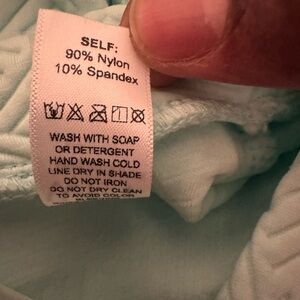 SELF:
90% Nylon
10% Spandex
WASH WITH SOAP
OR DETERGENT
HAND WASH COLD
LINE DRY IN SHADE
DO NOT IRON
DO NOT DRY CLEAN
TO AVOID COLOR